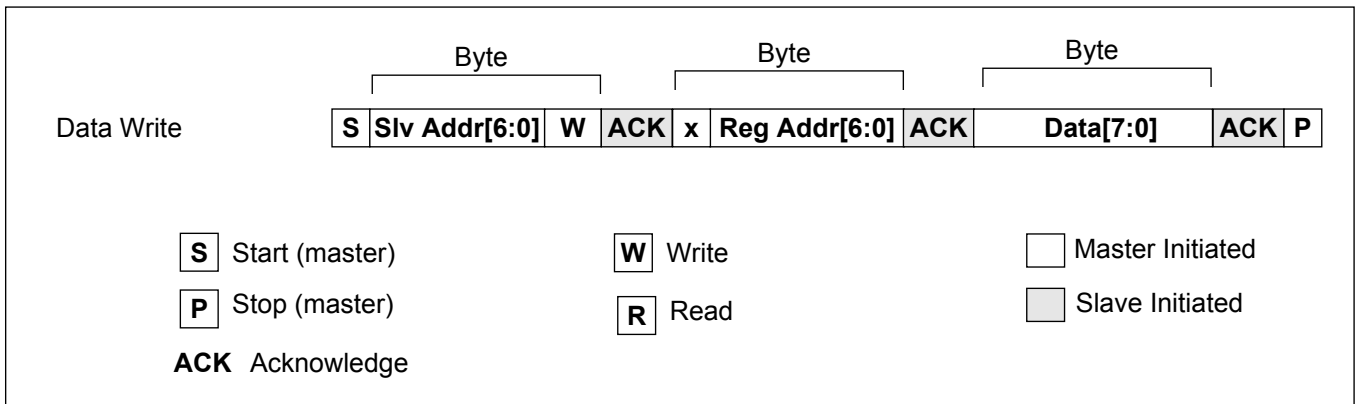 Byte Byte Byte
Data Write S Slv Addr[6:0] W ACK x Reg Addr[6:0] ACK Data[7:0] ACK P
S Start (master) W Write Master Initiated
P Stop (master) R Read Slave Initiated
ACK Acknowledge